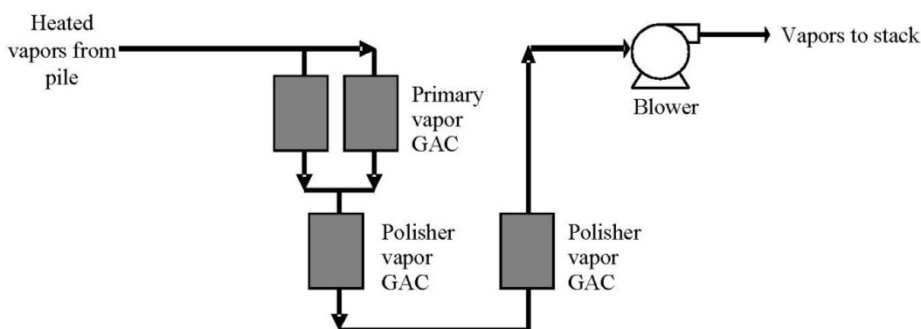 Heated
vapors from
pile
Primary
vapor
GAC
Polisher
vapor
GAC
Polisher
vapor
GAC
Blower
Vapors to stack